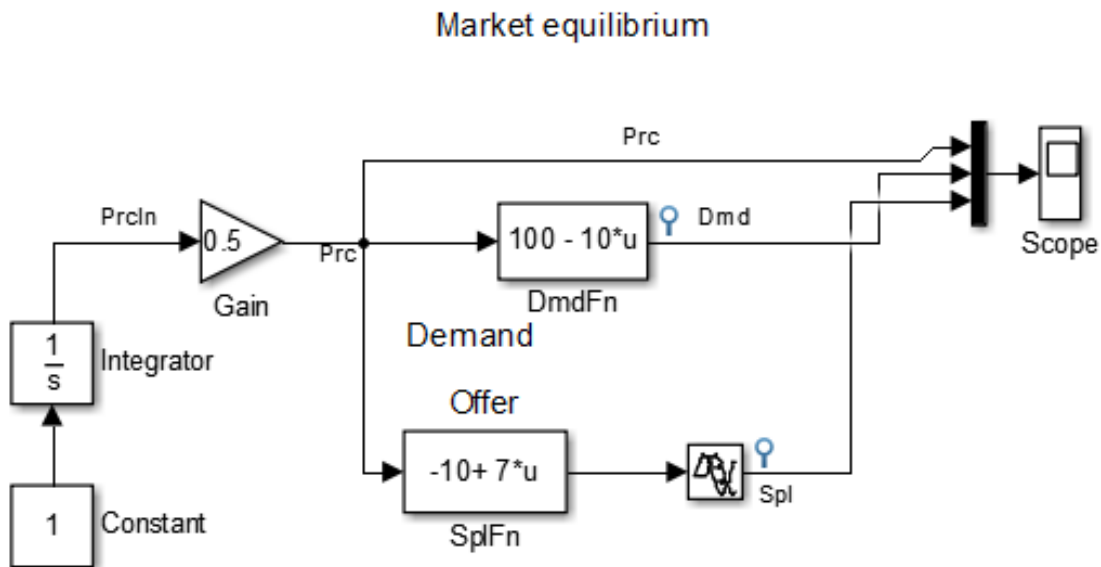 Market equilibrium
Prc
PrcIn
0.5
Gain
Prc
100 - 10*u
DmdFn
Dmd
Scope
1
s
Integrator
Demand
Offer
-10+ 7*u
SplFn
Spl
1
Constant